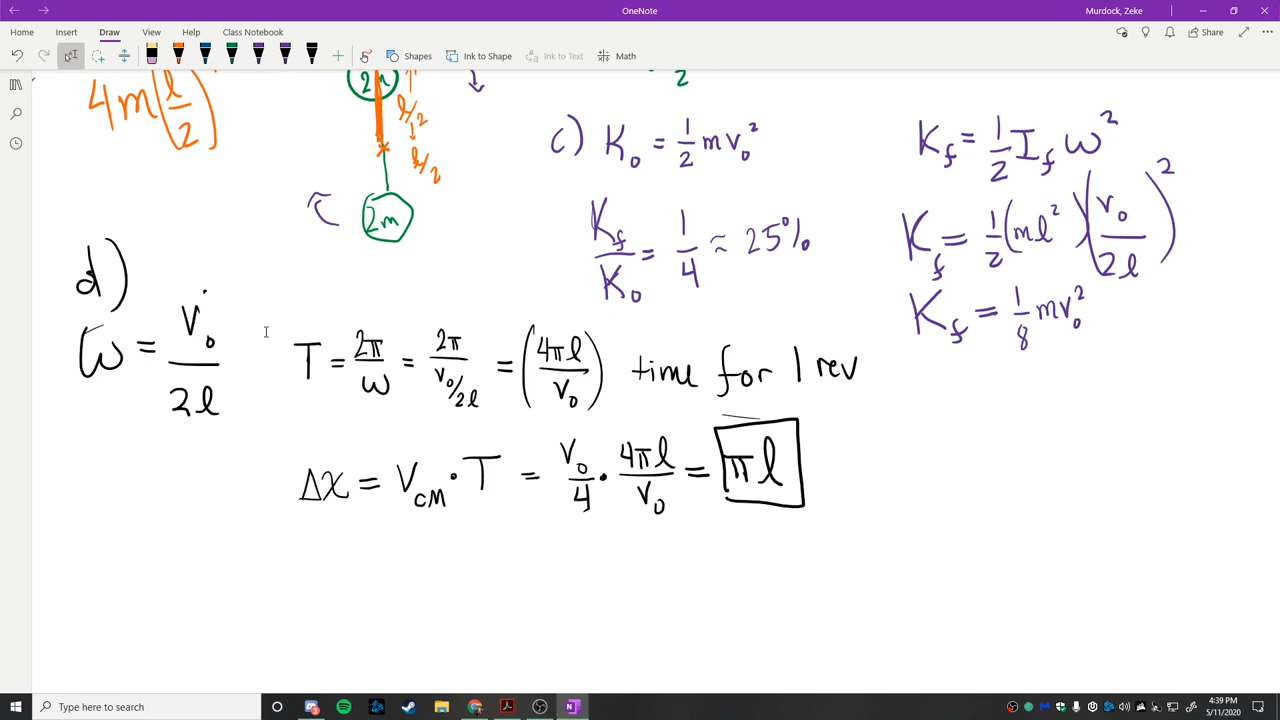 OneNote
Murdock, Zeke
Home Insert Draw View Help Class Notebook
Share
Shapes Ink to Shape Ink to Text Math
4m(l/2)
2m
l/2
l/2
2m
2
c) K₀ = 1/2 mv₀²
K_f/K₀ = 1/4 ≈ 25%
K_f = 1/2 I_f ω²
K_f = 1/2 (ml²)(v₀/2l)²
K_f = 1/8 mv₀²
d)
ω = v₀/2l
T = 2π/ω = 2π/(v₀/2l) = (4πl/v₀) time for 1 rev
Δx = V_CM · T = v₀/4 · 4πl/v₀ = πl
Type here to search
4:39 PM
5/11/2020